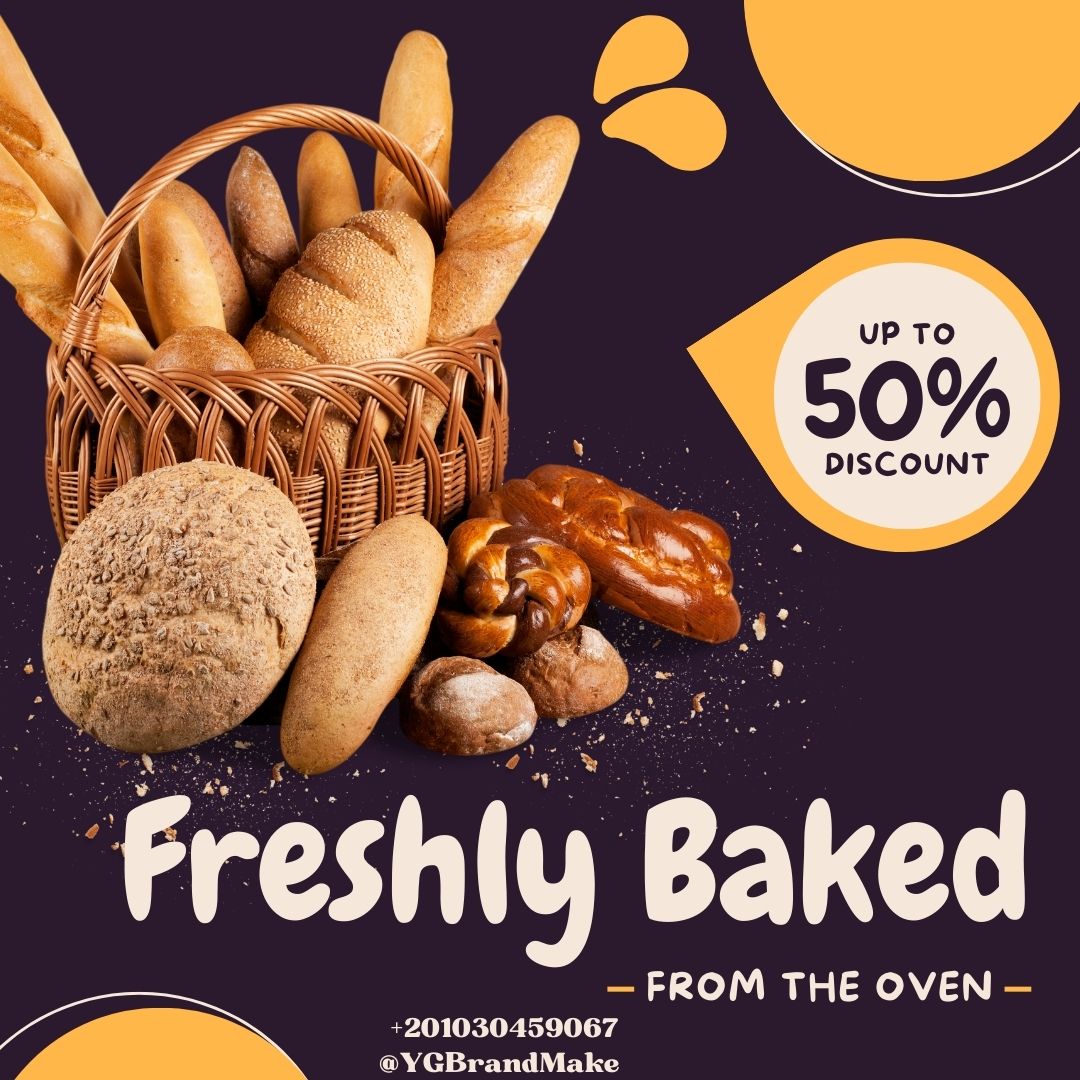 UP TO
50%
DISCOUNT
Freshly Baked
FROM THE OVEN
+201030459067
@YGBrandMake